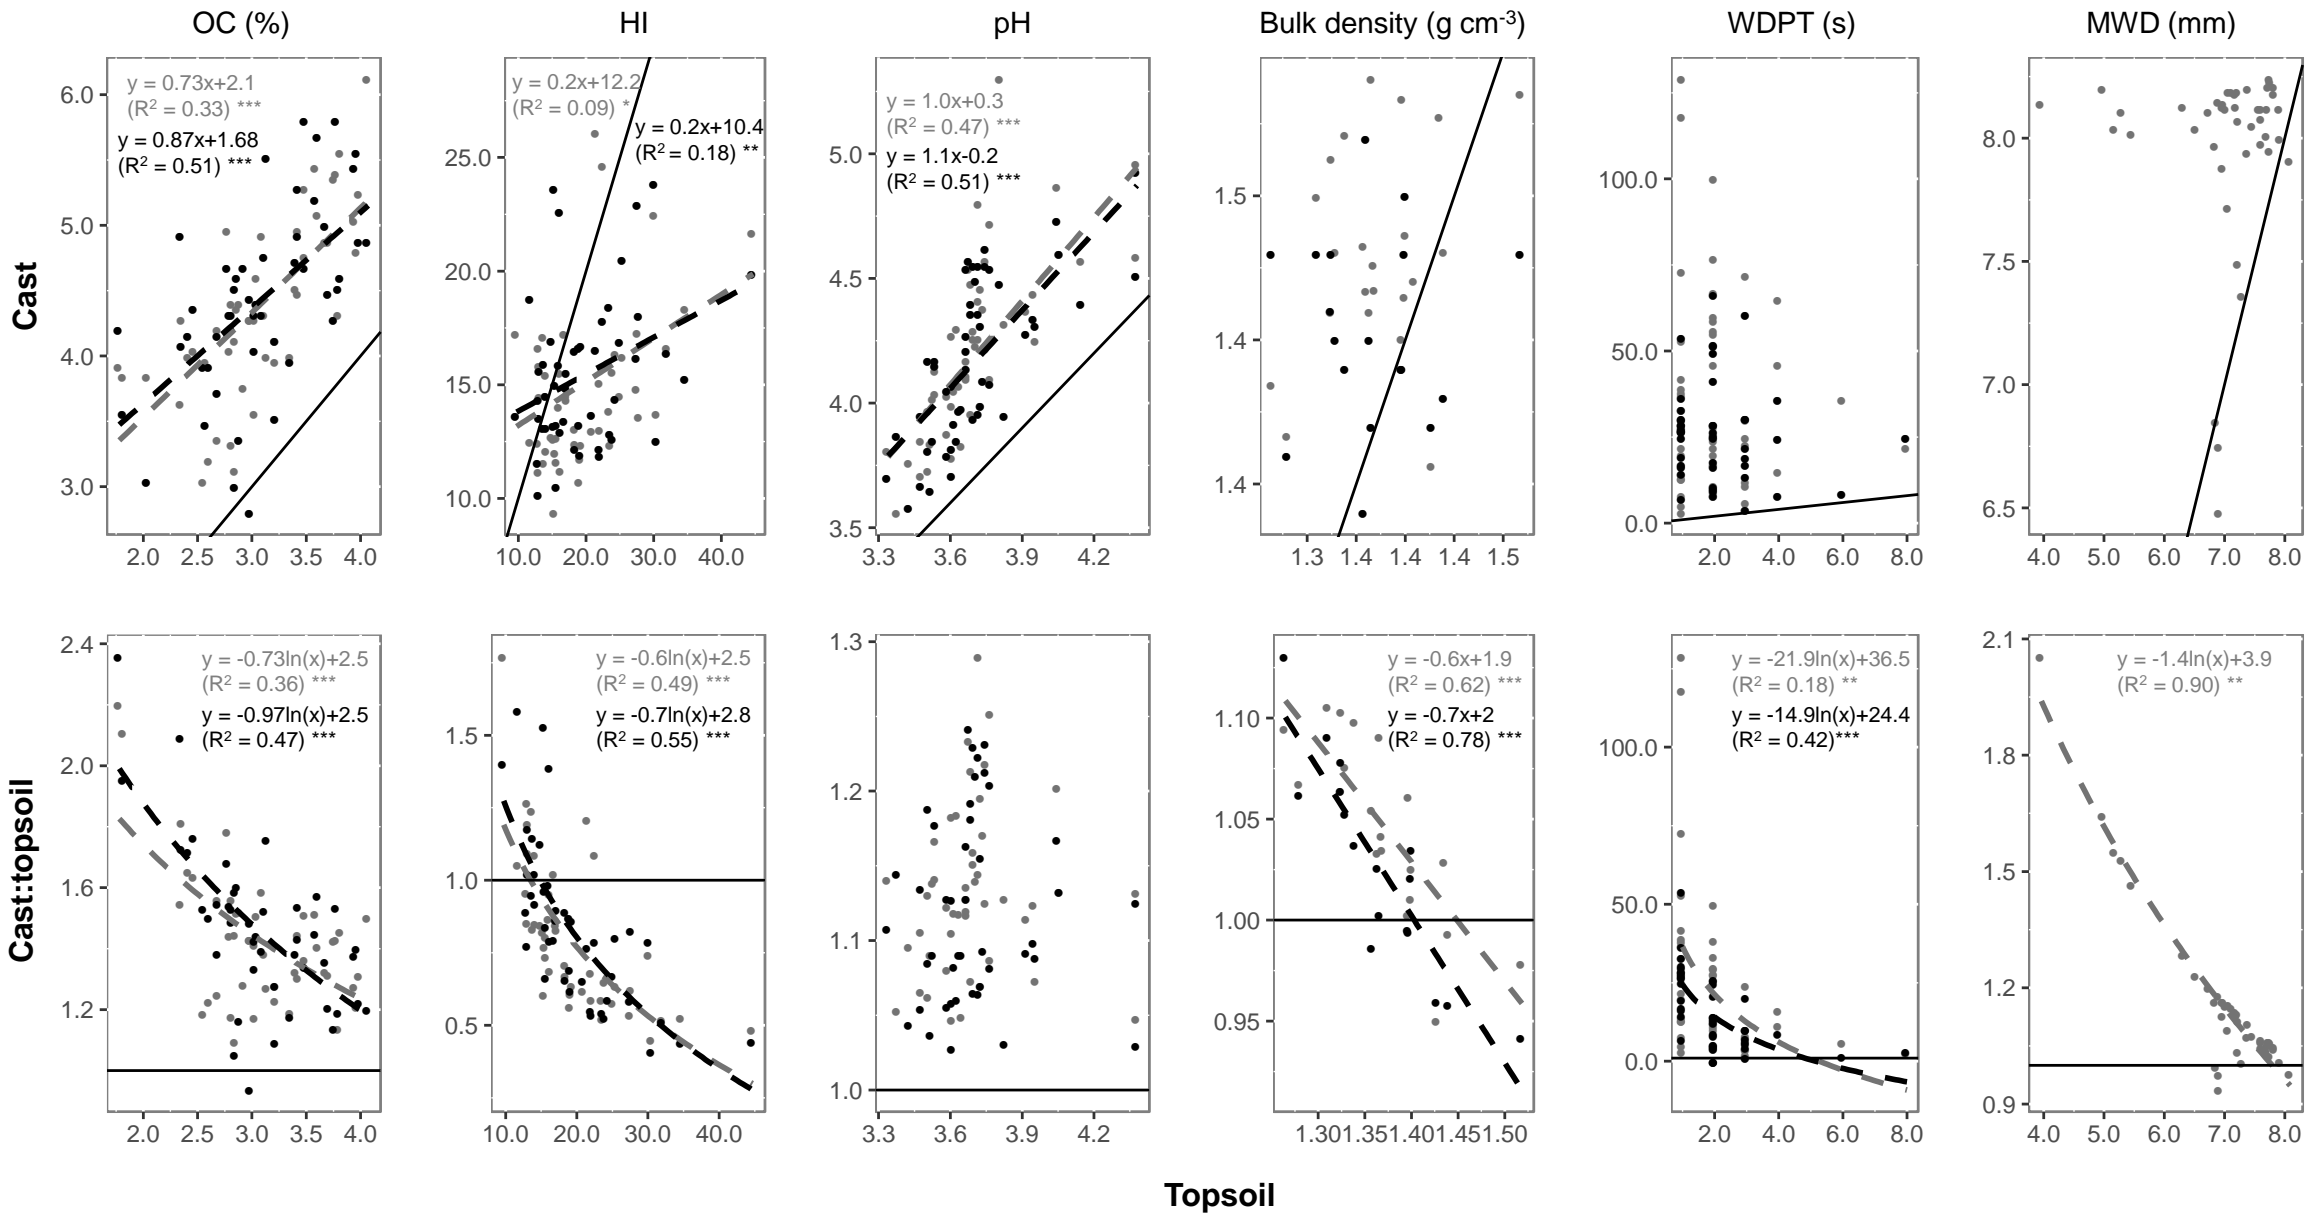 OC (%)
HI
pH
Bulk density (g cm-3)
WDPT (s)
MWD (mm)
Cast
y = 0.73x+2.1
(R2 = 0.33) ***
y = 0.87x+1.68
(R2 = 0.51) ***
6.0
5.0
4.0
3.0
2.0 2.5 3.0 3.5 4.0
y = 0.2x+12.2
(R2 = 0.09) *
y = 0.2x+10.4
(R2 = 0.18) **
25.0
20.0
15.0
10.0
10.0 20.0 30.0 40.0
y = 1.0x+0.3
(R2 = 0.47) ***
y = 1.1x-0.2
(R2 = 0.51) ***
5.0
4.5
4.0
3.5
3.3 3.6 3.9 4.2
1.5
1.4
1.4
1.3 1.4 1.4 1.4 1.5
100.0
50.0
0.0
2.0 4.0 6.0 8.0
8.0
7.5
7.0
6.5
4.0 5.0 6.0 7.0 8.0
Cast:topsoil
y = -0.73ln(x)+2.5
(R2 = 0.36) ***
y = -0.97ln(x)+2.5
(R2 = 0.47) ***
2.4
2.0
1.6
1.2
2.0 2.5 3.0 3.5 4.0
y = -0.6ln(x)+2.5
(R2 = 0.49) ***
y = -0.7ln(x)+2.8
(R2 = 0.55) ***
1.5
1.0
0.5
10.0 20.0 30.0 40.0
1.3
1.2
1.1
1.0
3.3 3.6 3.9 4.2
y = -0.6x+1.9
(R2 = 0.62) ***
y = -0.7x+2
(R2 = 0.78) ***
1.10
1.05
1.00
0.95
1.30 1.35 1.40 1.45 1.50
y = -21.9ln(x)+36.5
(R2 = 0.18) **
y = -14.9ln(x)+24.4
(R2 = 0.42)***
100.0
50.0
0.0
2.0 4.0 6.0 8.0
y = -1.4ln(x)+3.9
(R2 = 0.90) **
2.1
1.8
1.5
1.2
0.9
4.0 5.0 6.0 7.0 8.0
Topsoil